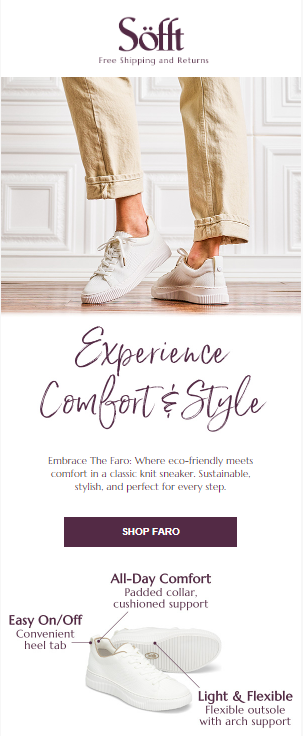 Söfft
Free Shipping and Returns
Experience
Comfort & Style
Embrace The Faro: Where eco-friendly meets
comfort in a classic knit sneaker. Sustainable,
stylish, and perfect for every step.
SHOP FARO
All-Day Comfort
Padded collar,
cushioned support
Easy On/Off
Convenient
heel tab
Light & Flexible
Flexible outsole
with arch support